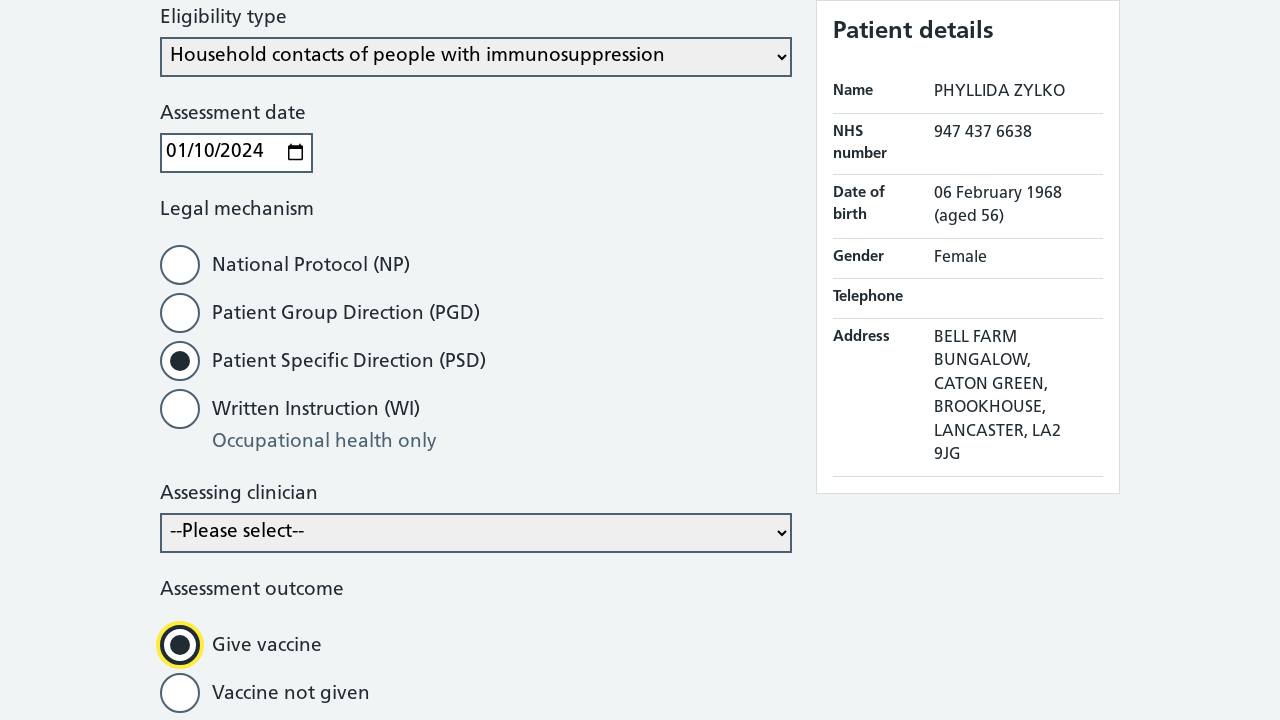 Eligibility type
Household contacts of people with immunosuppression
Assessment date
01/10/2024
Legal mechanism
National Protocol (NP)
Patient Group Direction (PGD)
Patient Specific Direction (PSD)
Written Instruction (WI)
Occupational health only
Assessing clinician
--Please select--
Assessment outcome
Give vaccine
Vaccine not given
Patient details
Name PHYLLIDA ZYLKO
NHS number 947 437 6638
Date of birth 06 February 1968 (aged 56)
Gender Female
Telephone
Address BELL FARM
BUNGALOW,
CATON GREEN,
BROOKHOUSE,
LANCASTER, LA2
9JG